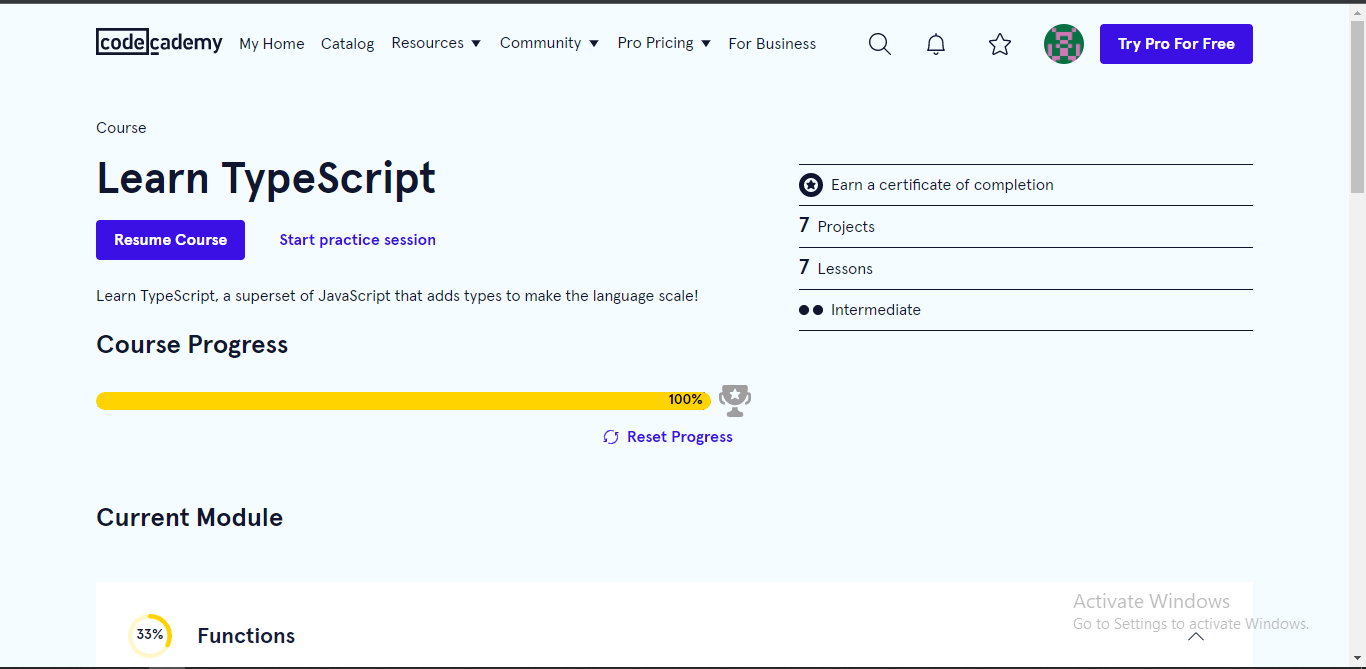 codecademy My Home Catalog Resources Community Pro Pricing For Business Try Pro For Free
Course
Learn TypeScript
Resume Course Start practice session
Learn TypeScript, a superset of JavaScript that adds types to make the language scale!
Earn a certificate of completion
7 Projects
7 Lessons
Intermediate
Course Progress
100%
Reset Progress
Current Module
33% Functions
Activate Windows
Go to Settings to activate Windows.